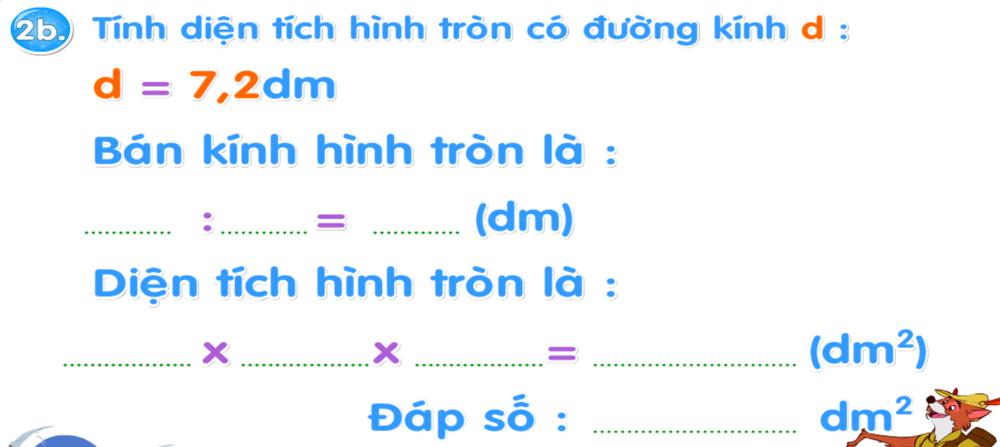 2b. Tính diện tích hình tròn có đường kính d :
d = 7,2dm
Bán kính hình tròn là :
............. : ............. = ............. (dm)
Diện tích hình tròn là :
................... × ................... × ................... = .............................. (dm²)
Đáp số : .............................. dm²